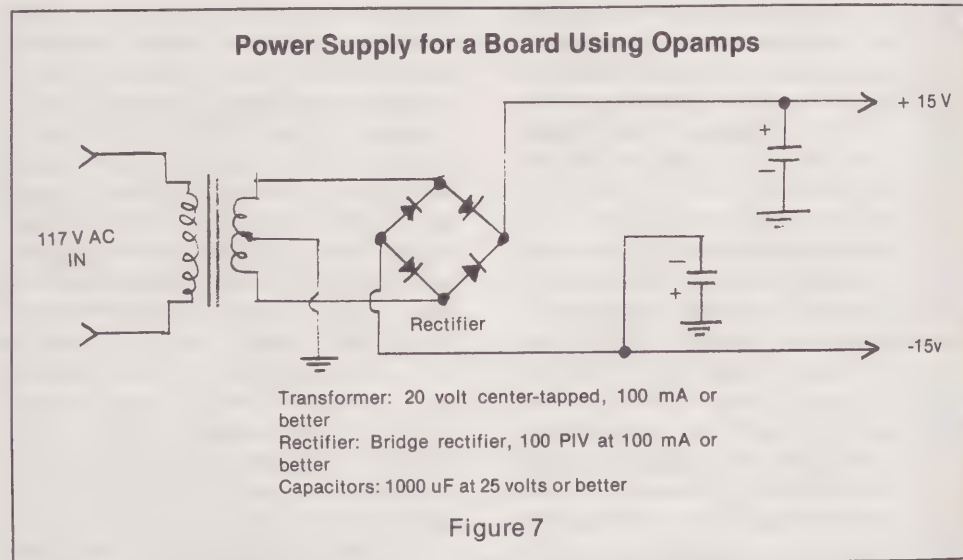 Power Supply for a Board Using Opamps
+ 15 V
+
−
117 V AC
IN
−
+
Rectifier
-15v
Transformer: 20 volt center-tapped, 100 mA or
better
Rectifier: Bridge rectifier, 100 PIV at 100 mA or
better
Capacitors: 1000 uF at 25 volts or better
Figure 7